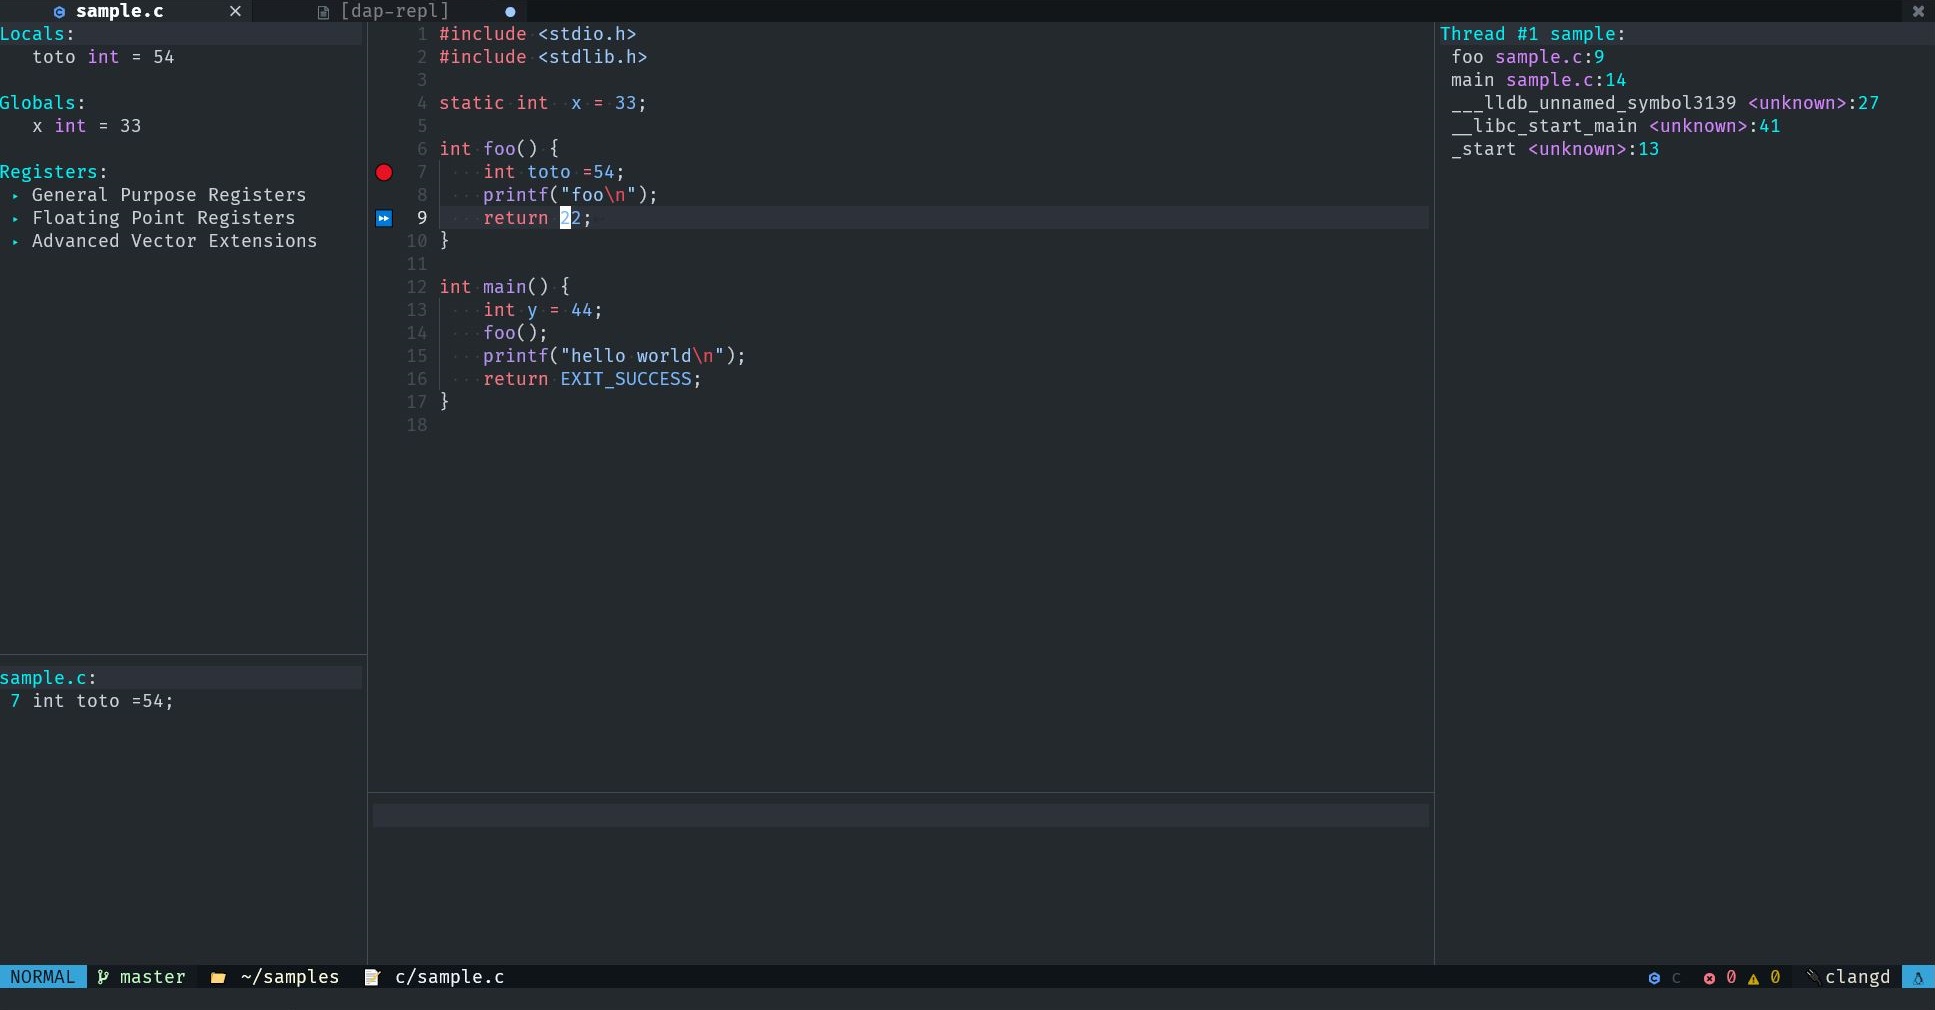 sample.c [dap-repl]
Locals:
toto int = 54
Globals:
x int = 33
Registers:
General Purpose Registers
Floating Point Registers
Advanced Vector Extensions
sample.c:
7 int toto =54;
1 #include <stdio.h>
2 #include <stdlib.h>
3
4 static int  x = 33;
5
6 int foo() {
7     int toto =54;
8     printf("foo\n");
9     return 22;
10 }
11
12 int main() {
13     int y = 44;
14     foo();
15     printf("hello world\n");
16     return EXIT_SUCCESS;
17 }
18
Thread #1 sample:
foo sample.c:9
main sample.c:14
___lldb_unnamed_symbol3139 <unknown>:27
__libc_start_main <unknown>:41
_start <unknown>:13
NORMAL master ~/samples c/sample.c c 0 0 clangd